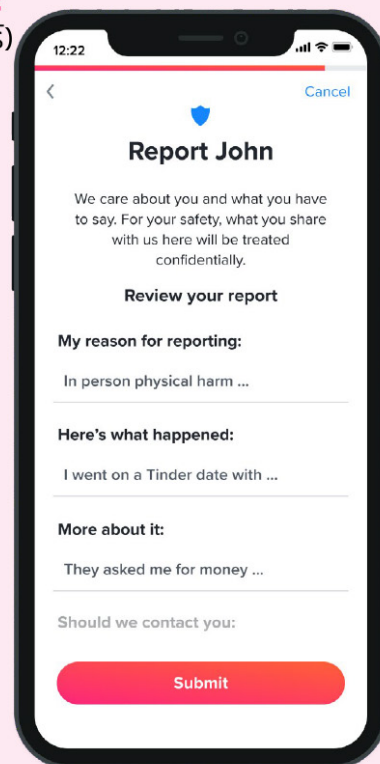 12:22
Cancel
Report John
We care about you and what you have
to say. For your safety, what you share
with us here will be treated
confidentially.
Review your report
My reason for reporting:
In person physical harm ...
Here's what happened:
I went on a Tinder date with ...
More about it:
They asked me for money ...
Should we contact you:
Submit